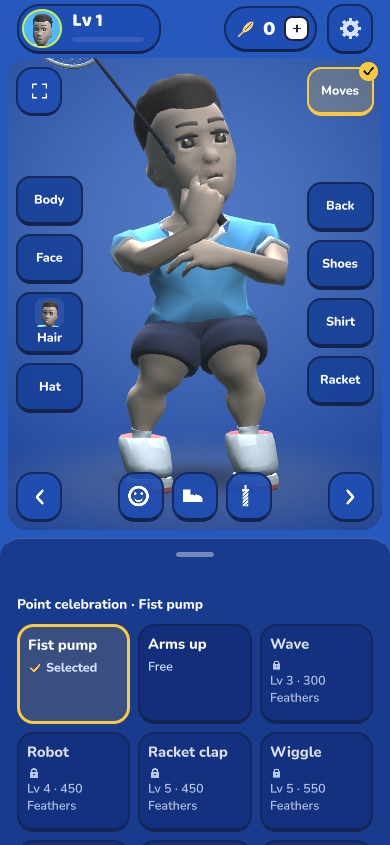 Lv 1
0
+
Moves
Body
Back
Face
Shoes
Hair
Shirt
Hat
Racket
Point celebration · Fist pump
Fist pump
Selected
Arms up
Free
Wave
Lv 3 · 300
Feathers
Robot
Lv 4 · 450
Feathers
Racket clap
Lv 5 · 450
Feathers
Wiggle
Lv 5 · 550
Feathers